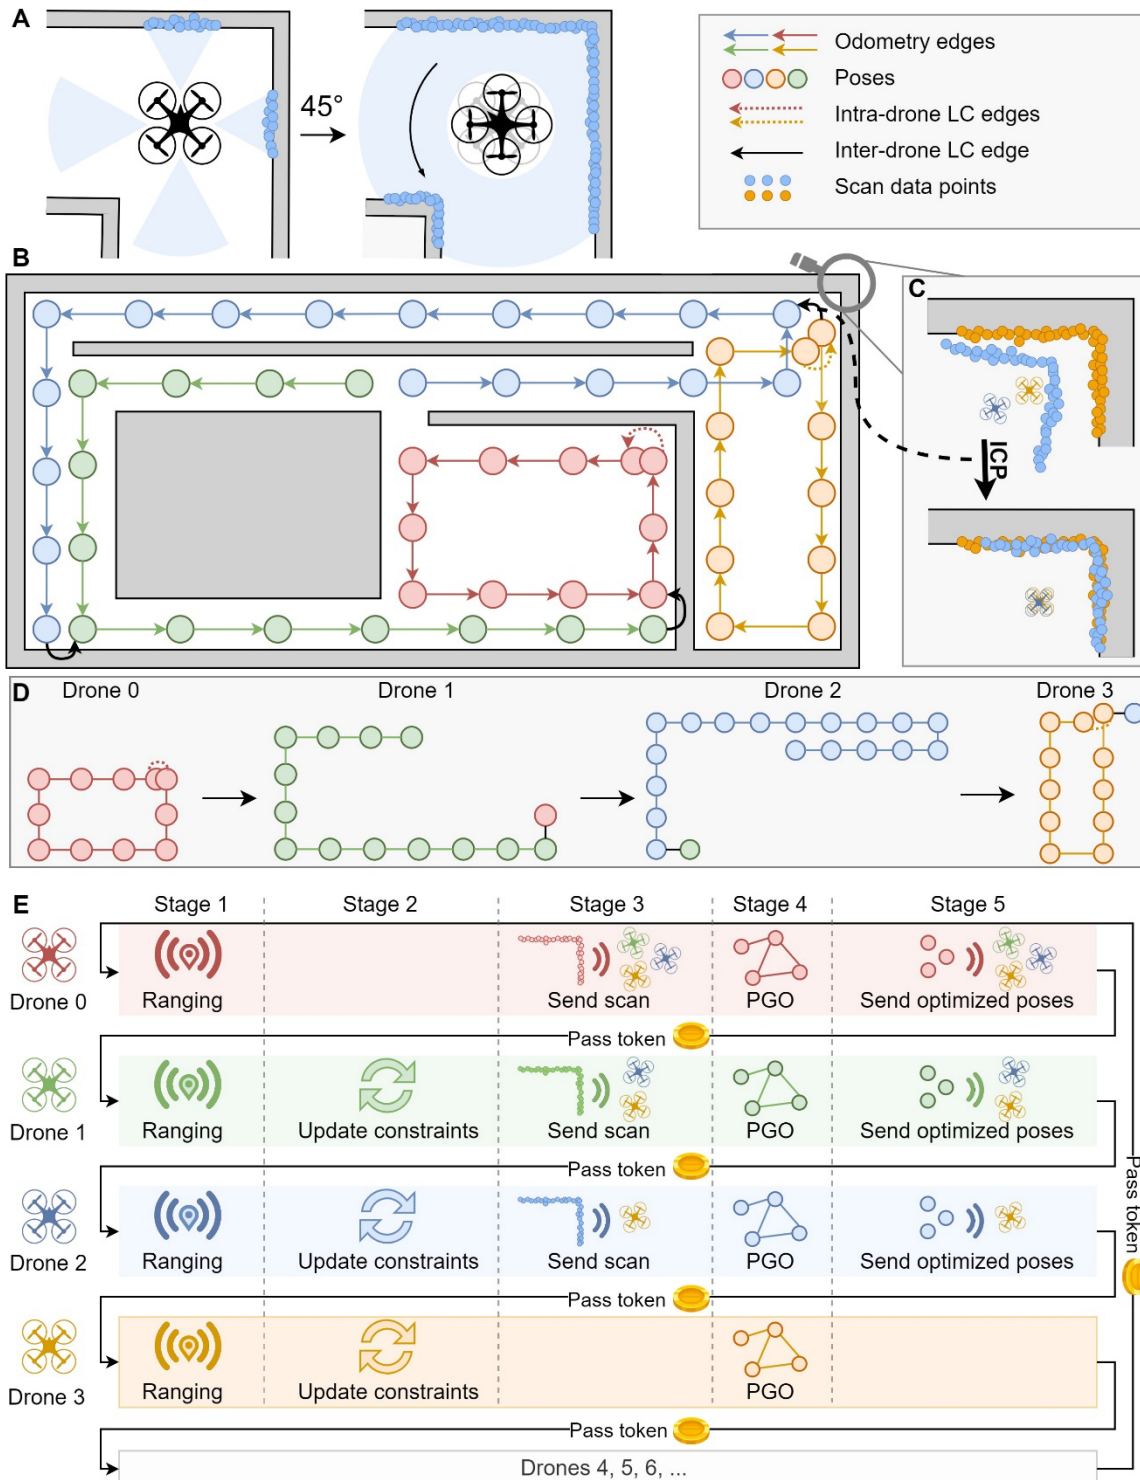 A
45°
Odometry edges
Poses
Intra-drone LC edges
Inter-drone LC edge
Scan data points
B
C
ICP
D
Drone 0
Drone 1
Drone 2
Drone 3
E
Stage 1
Stage 2
Stage 3
Stage 4
Stage 5
Drone 0
Ranging
Send scan
PGO
Send optimized poses
Pass token
Drone 1
Ranging
Update constraints
Send scan
PGO
Send optimized poses
Pass token
Pass token
Drone 2
Ranging
Update constraints
Send scan
PGO
Send optimized poses
Pass token
Drone 3
Ranging
Update constraints
PGO
Pass token
Drones 4, 5, 6, ...